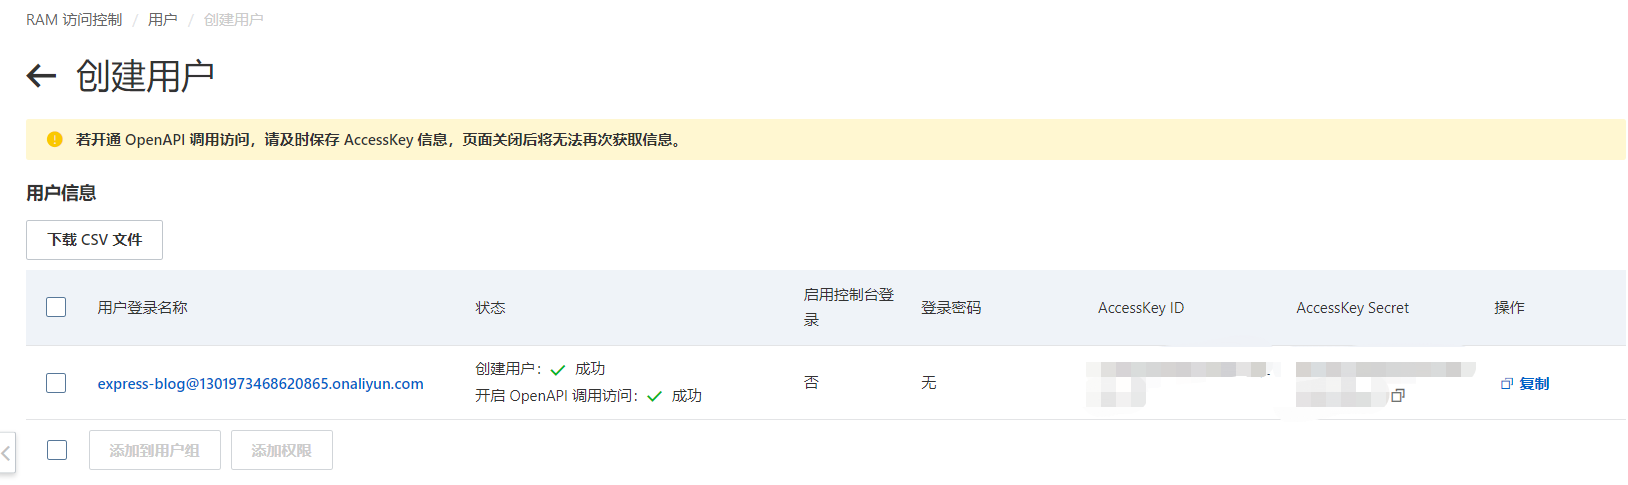 RAM 访问控制 / 用户 / 创建用户
创建用户
若开通 OpenAPI 调用访问，请及时保存 AccessKey 信息，页面关闭后将无法再次获取信息。
用户信息
下载 CSV 文件
用户登录名称 状态 启用控制台登录 登录密码 AccessKey ID AccessKey Secret 操作
express-blog@1301973468620865.onaliyun.com 创建用户： 成功 否 无 复制
开启 OpenAPI 调用访问： 成功
添加到用户组 添加权限